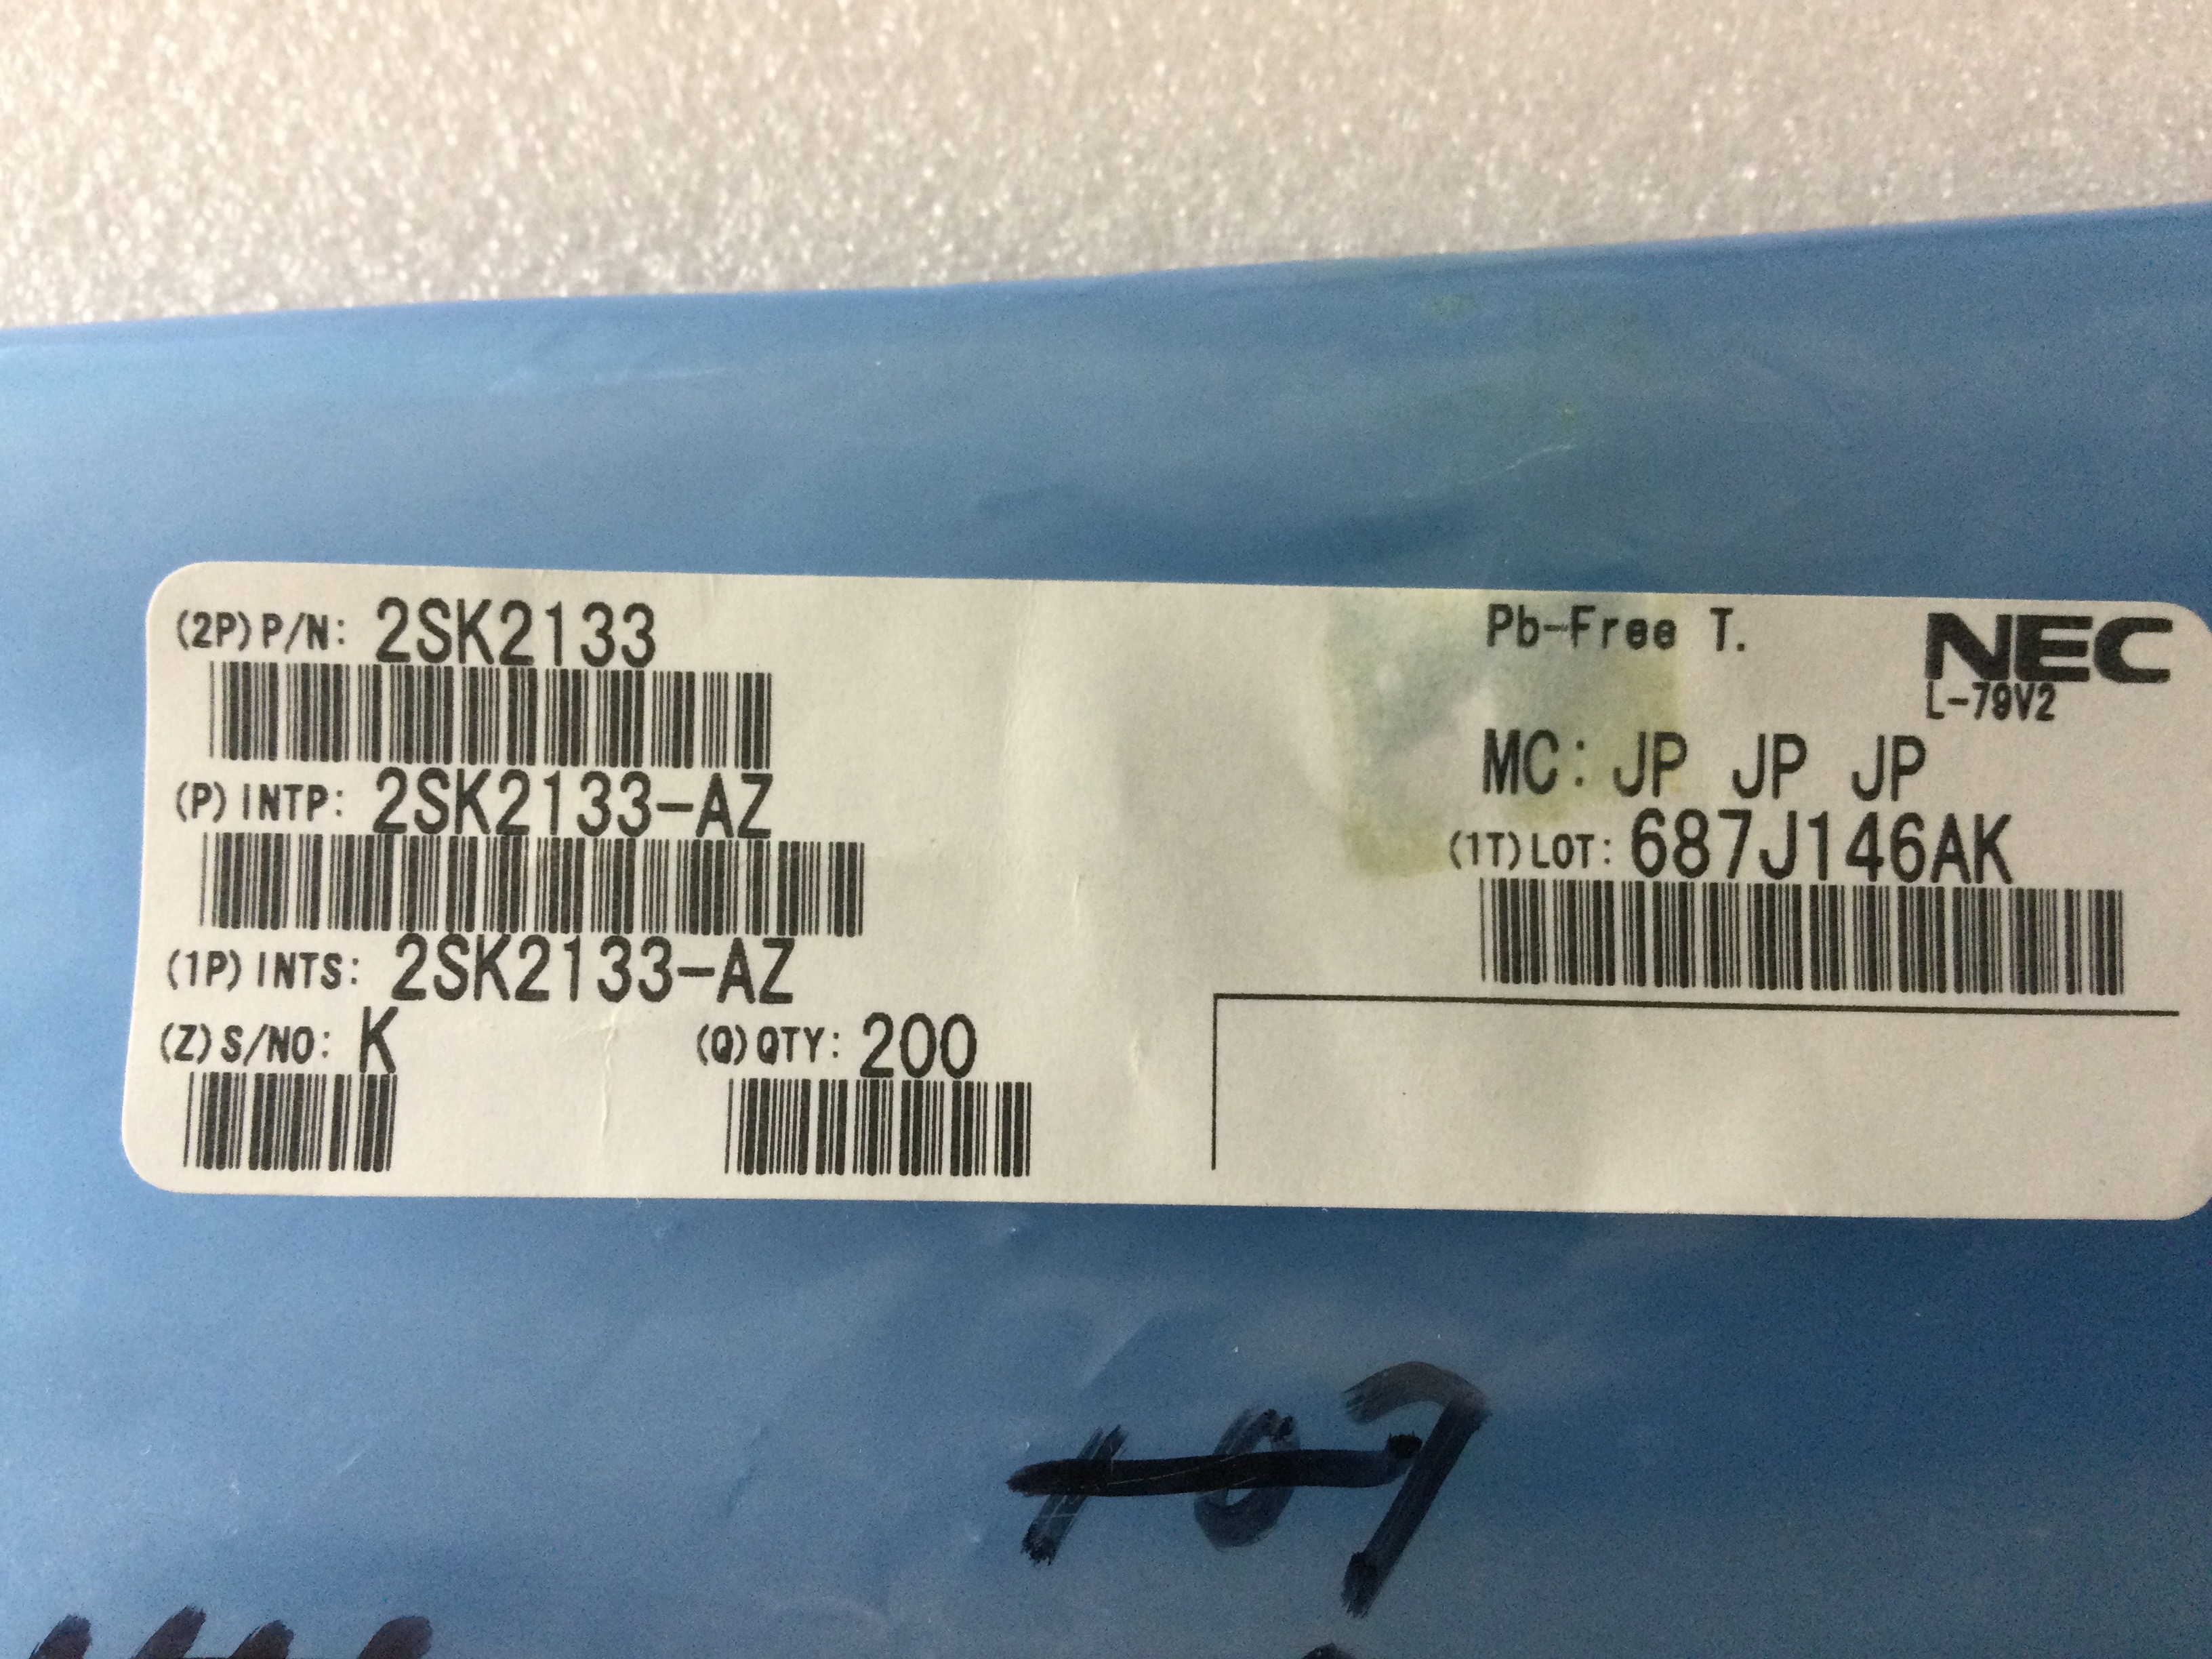 (2P)P/N: 2SK2133
Pb-Free T.
NEC
L-79V2
(P)INTP: 2SK2133-AZ
MC: JP JP JP
(1P)INTS: 2SK2133-AZ
(1T)LOT: 687J146AK
(Z)S/NO: K
(Q)QTY: 200
107